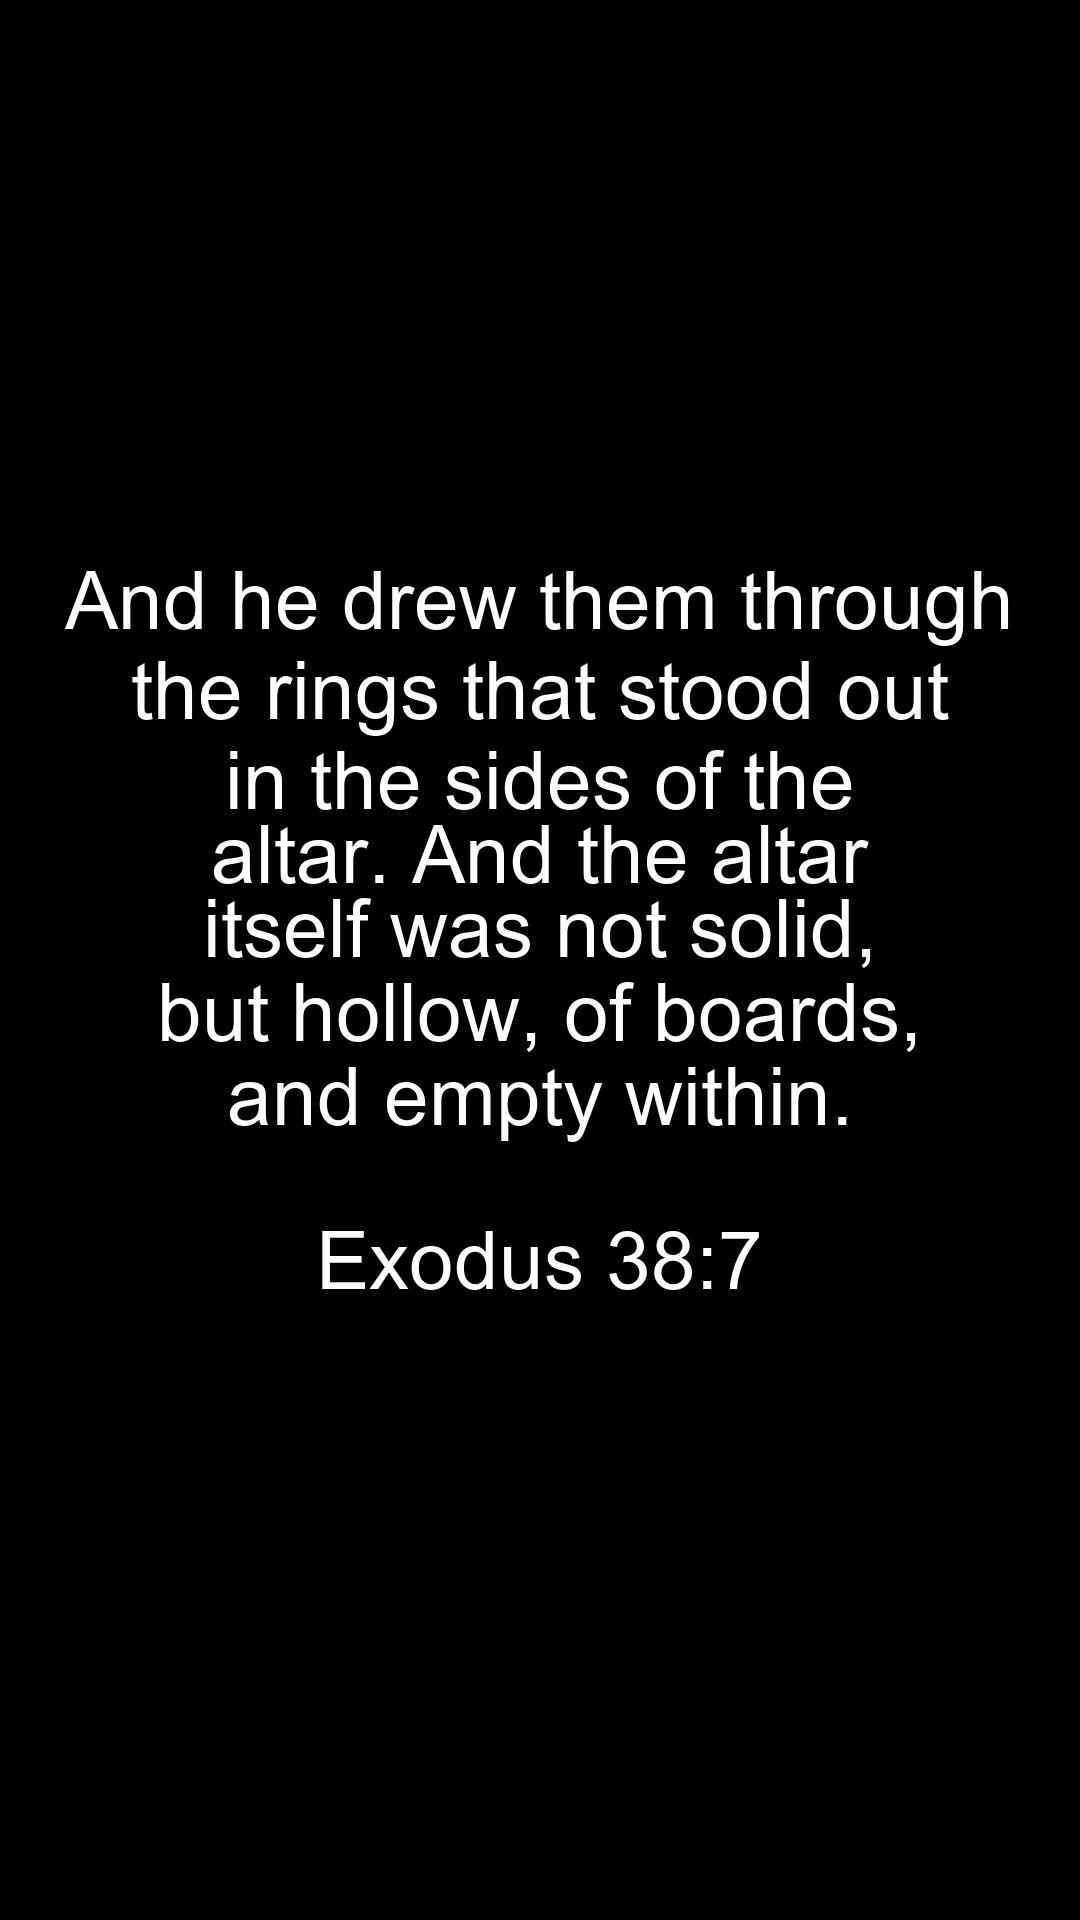 And he drew them through
the rings that stood out
in the sides of the
altar. And the altar
itself was not solid,
but hollow, of boards,
and empty within.
Exodus 38:7